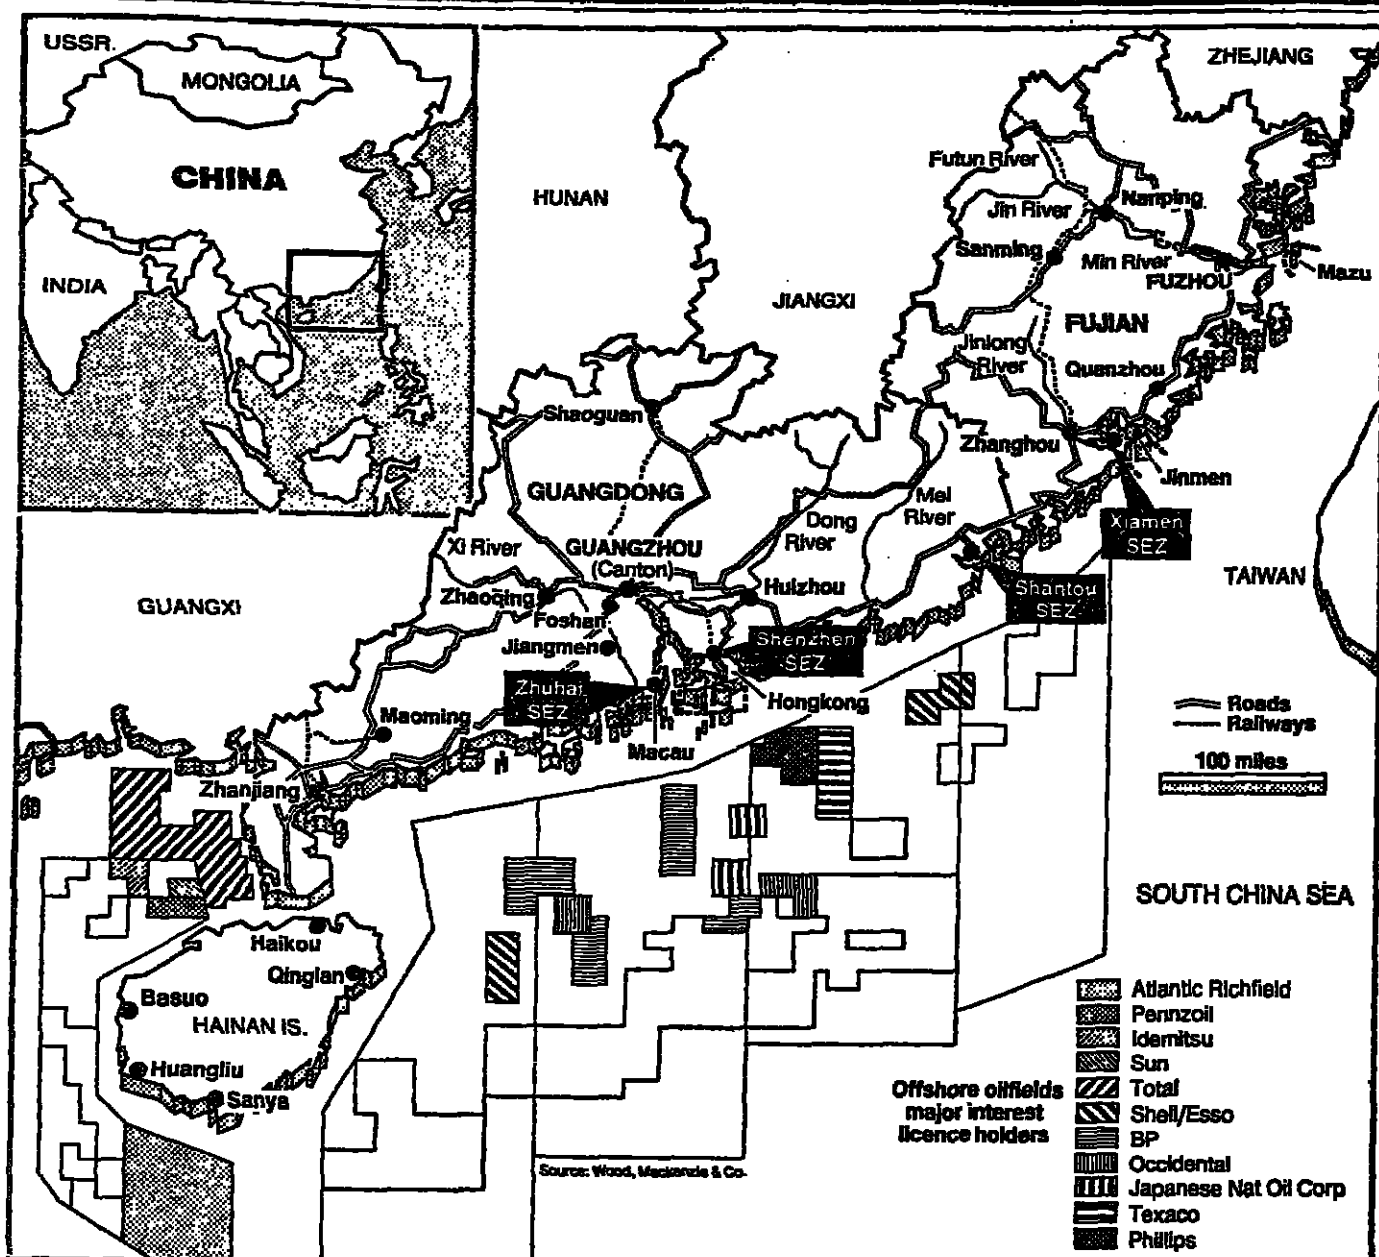 USSR.
MONGOLIA
CHINA
INDIA
ZHEJIANG
HUNAN
JIANGXI
Futun River
Jin River
Nanping
Sanming
Min River
FUZHOU
Mazu
FUJIAN
Jinlong
River
Quanzhou
Zhanghou
Jinmen
Xiamen
SEZ
Shaoguan
GUANGDONG
Xi River
GUANGZHOU
(Canton)
Dong
River
Mei
River
Shantou
SEZ
TAIWAN
GUANGXI
Zhaoqing
Foshan
Jiangmen
Huizhou
Shenzhen
SEZ
Zhuhai
SEZ
Hongkong
Macau
Maoming
Zhanjiang
Roads
Railways
100 miles
SOUTH CHINA SEA
Haikou
Qinglan
Basuo
HAINAN IS.
Huangliu
Sanya
Offshore oilfields
major interest
licence holders
Atlantic Richfield
Pennzoil
Idemitsu
Sun
Total
Shell/Esso
BP
Occidental
Japanese Nat Oil Corp
Texaco
Phillips
Source: Wood, Mackenzie & Co.